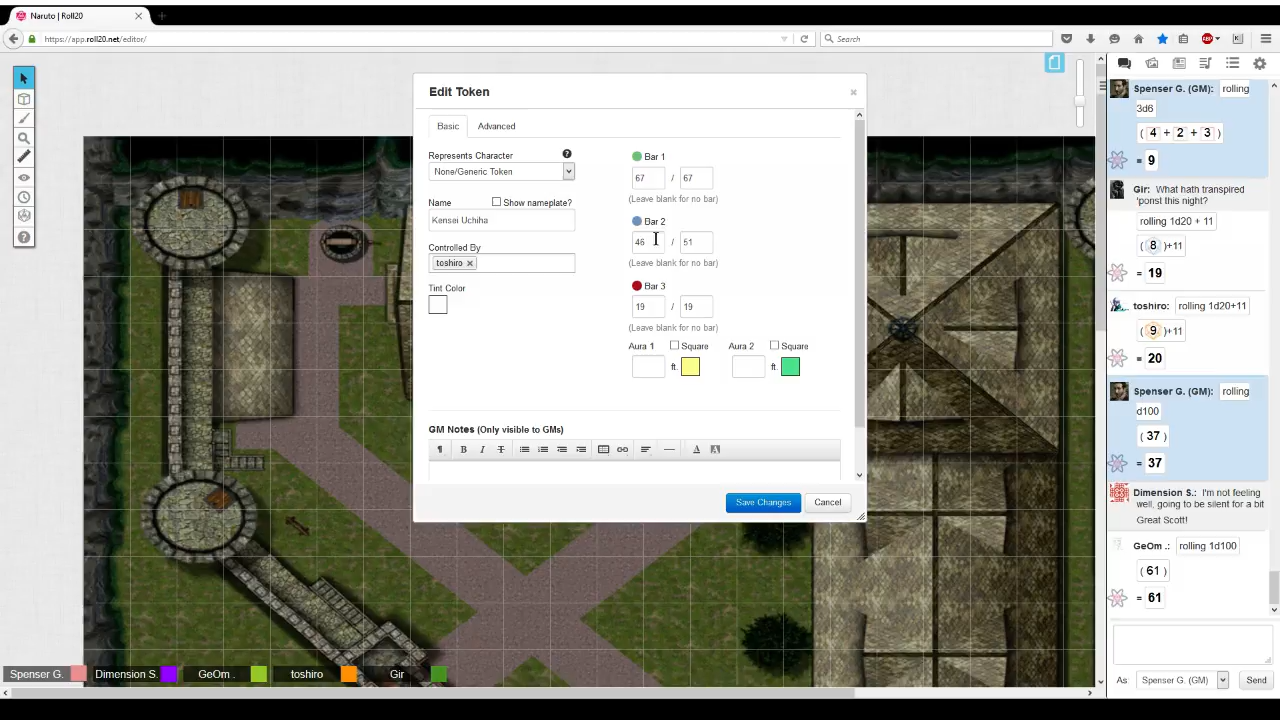 Naruto | Roll20
https://app.roll20.net/editor/
Search
Edit Token
Basic
Advanced
Represents Character
None/Generic Token
Name
Show nameplate?
Kensei Uchiha
Controlled By
toshiro
Tint Color
Bar 1
67 / 67
(Leave blank for no bar)
Bar 2
46 / 51
(Leave blank for no bar)
Bar 3
19 / 19
(Leave blank for no bar)
Aura 1 Square Aura 2 Square
ft. ft.
GM Notes (Only visible to GMs)
Save Changes
Cancel
Spenser G. (GM): rolling
3d6
(4+2+3)
= 9
Gir: What hath transpired
'ponst this night?
rolling 1d20 + 11
(8)+11
= 19
toshiro: rolling 1d20+11
(9)+11
= 20
Spenser G. (GM): rolling
d100
(37)
= 37
Dimension S.: I'm not feeling
well, going to be silent for a bit
Great Scott!
GeOm .: rolling 1d100
(61)
= 61
As: Spenser G. (GM)
Send
Spenser G.
Dimension S.
GeOm .
toshiro
Gir